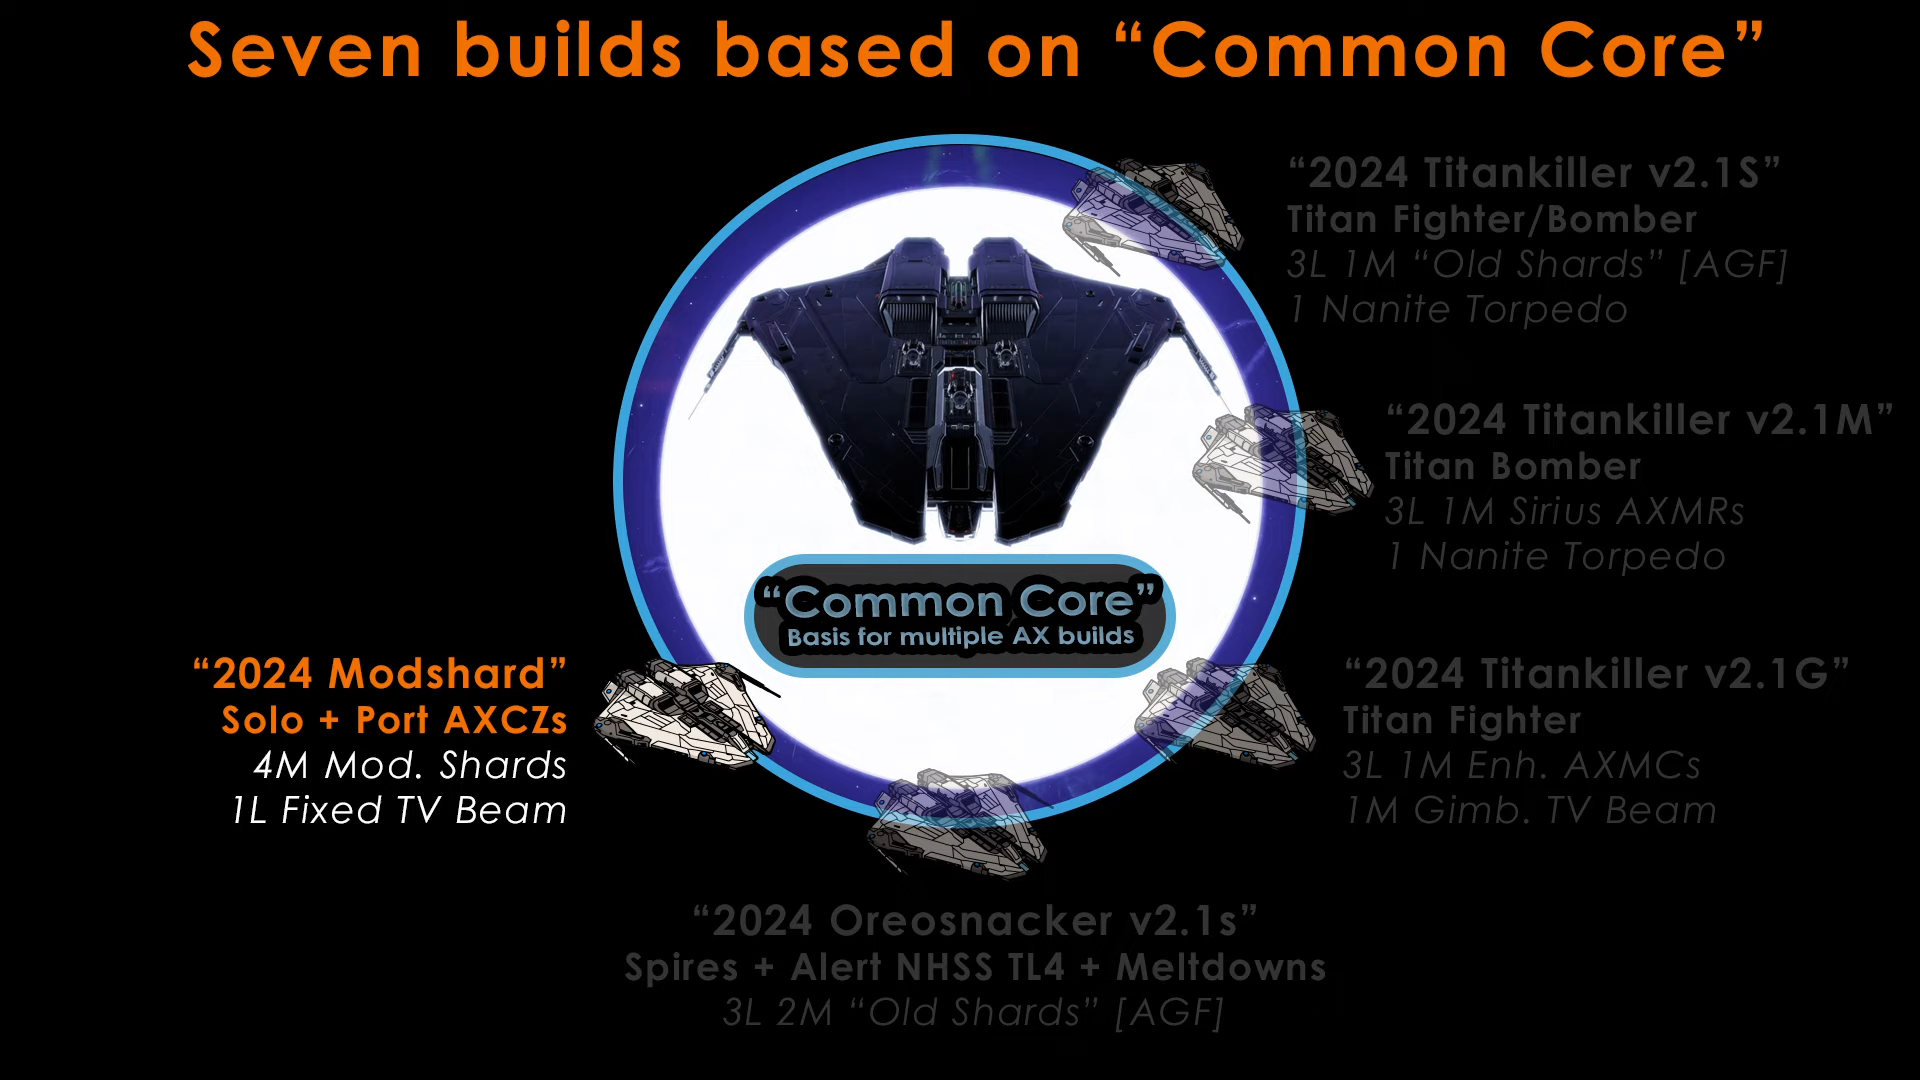 Seven builds based on “Common Core”
“2024 Titankiller v2.1S”
Titan Fighter/Bomber
3L 1M “Old Shards” [AGF]
1 Nanite Torpedo
“2024 Titankiller v2.1M”
Titan Bomber
3L 1M Sirius AXMRs
1 Nanite Torpedo
“Common Core”
Basis for multiple AX builds
“2024 Titankiller v2.1G”
Titan Fighter
3L 1M Enh. AXMCs
1M Gimb. TV Beam
“2024 Oreosnacker v2.1s”
Spires + Alert NHSS TL4 + Meltdowns
3L 2M “Old Shards” [AGF]
“2024 Modshard”
Solo + Port AXCZs
4M Mod. Shards
1L Fixed TV Beam